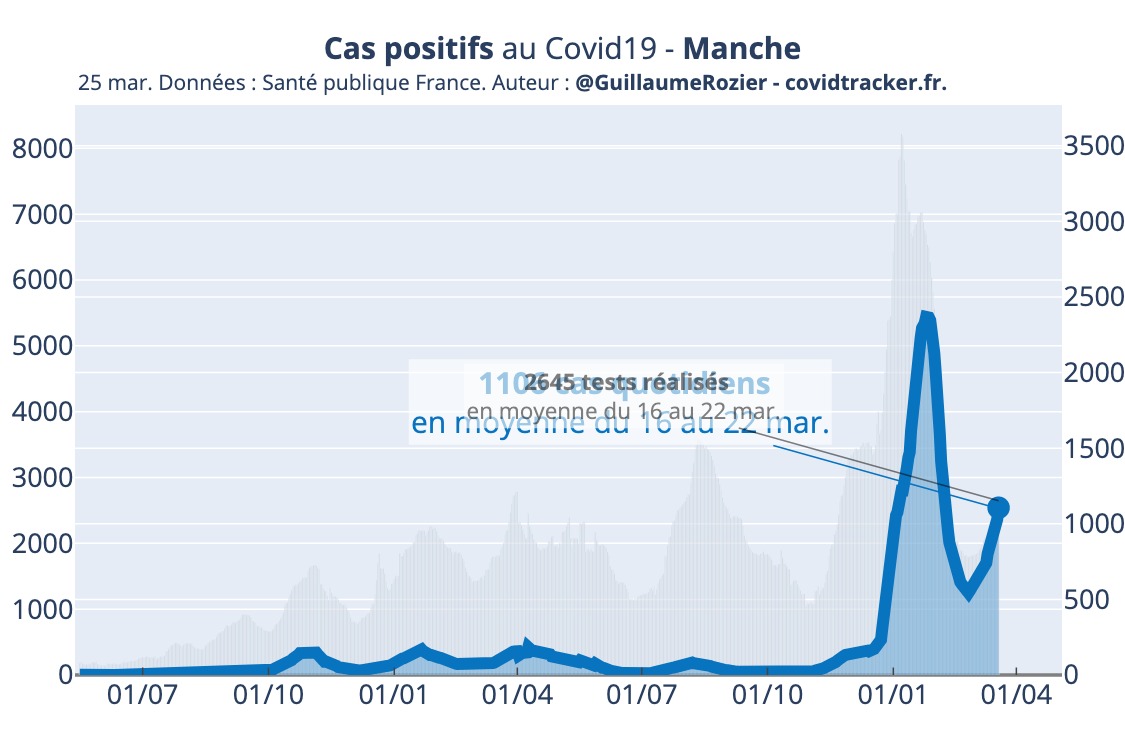 Cas positifs au Covid19 - Manche
25 mar. Données : Santé publique France. Auteur : @GuillaumeRozier - covidtracker.fr.
8000
7000
6000
5000
4000
3000
2000
1000
0
3500
3000
2500
2000
1500
1000
500
0
1106 cas quotidiens
en moyenne du 16 au 22 mar.
2645 tests réalisés
en moyenne du 16 au 22 mar.
01/07 01/10 01/01 01/04 01/07 01/10 01/01 01/04